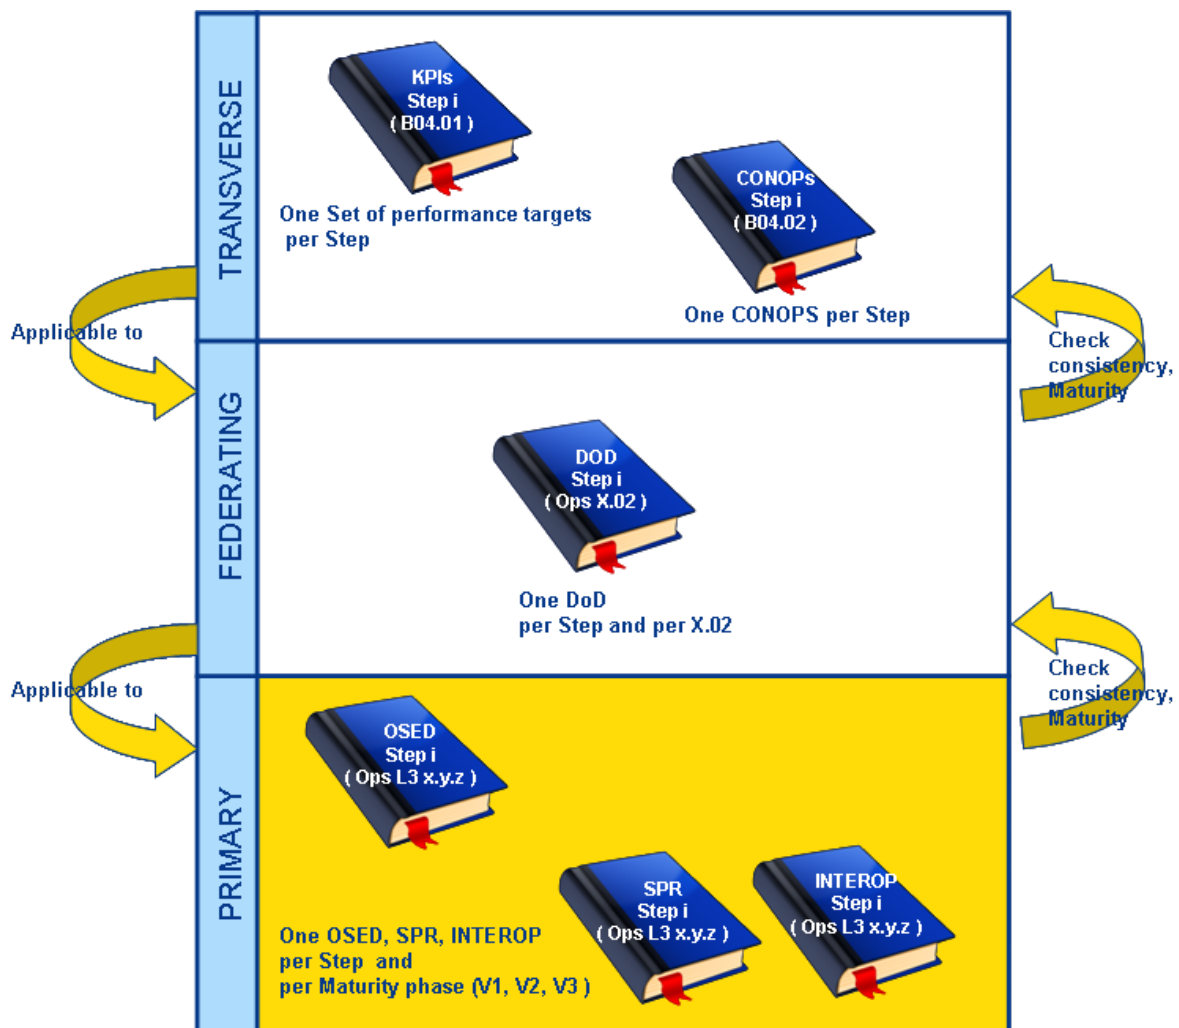 TRANSVERSE
KPIs
Step i
( B04.01 )
One Set of performance targets
per Step
CONOPs
Step i
( B04.02 )
One CONOPS per Step
Applicable to
Check
consistency,
Maturity
FEDERATING
DOD
Step i
( Ops X.02 )
One DoD
per Step and per X.02
Applicable to
Check
consistency,
Maturity
PRIMARY
OSED
Step i
( Ops L3 x.y.z )
SPR
Step i
( Ops L3 x.y.z )
INTEROP
Step i
( Ops L3 x.y.z )
One OSED, SPR, INTEROP
per Step and
per Maturity phase (V1, V2, V3 )